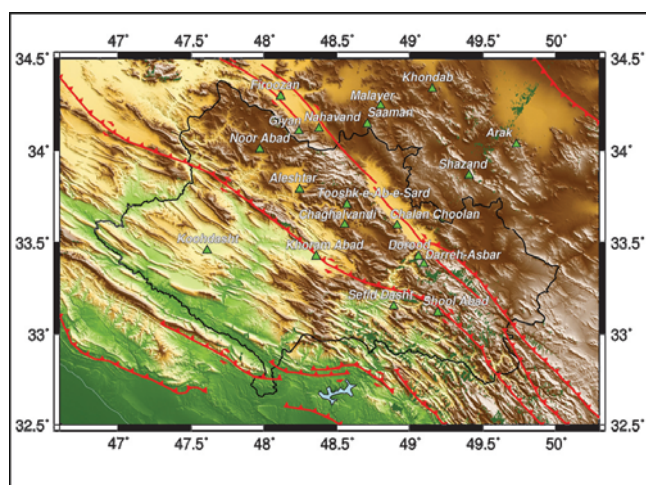 47° 47.5° 48° 48.5° 49° 49.5° 50°
34.5° 34.5°
Firoozan
Khondab
Malayer
Saaman
Giyan
Nahavand
Arak
Noor Abad
34° 34°
Shazand
Aleshtar
Tooshk-e-Ab-e-Sard
Chaghalvandi
Chalan Choolan
33.5° 33.5°
Koohdasht
Khoram Abad
Dorood
Darreh-Asbar
Sefid Dasht
Shool Abad
33° 33°
32.5° 32.5°
47° 47.5° 48° 48.5° 49° 49.5° 50°